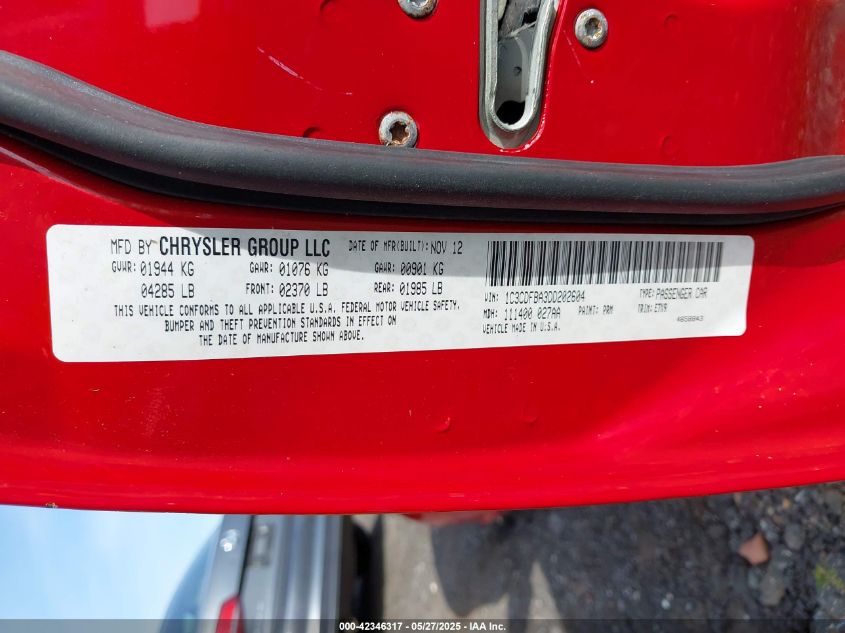 MFD BY CHRYSLER GROUP LLC DATE OF MFR(BUILT): NOV 12
GVWR: 01944 KG GAWR: 01076 KG GAWR: 00901 KG
04285 LB FRONT: 02370 LB REAR: 01985 LB
THIS VEHICLE CONFORMS TO ALL APPLICABLE U.S.A. FEDERAL MOTOR VEHICLE SAFETY,
BUMPER AND THEFT PREVENTION STANDARDS IN EFFECT ON
THE DATE OF MANUFACTURE SHOWN ABOVE.
VIN: 1C3CDFBA3DD202604 TYPE: PASSENGER CAR
MDH: 111400 027AA PAINT: PRM TRIM: E7X9
VEHICLE MADE IN U.S.A.
000-42346317 - 05/27/2025 - IAA Inc.